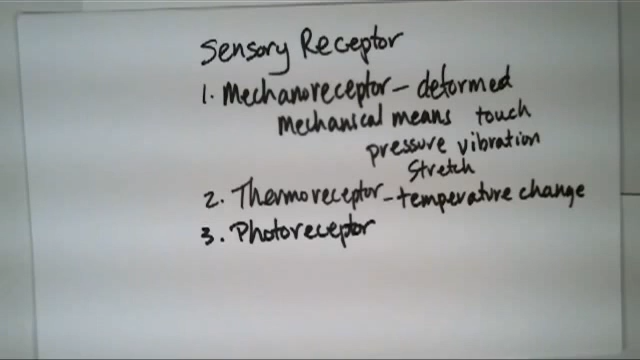 Sensory Receptor
1. Mechanoreceptor - deformed
Mechanical means touch
pressure vibration
Stretch
2. Thermoreceptor - temperature change
3. Photoreceptor